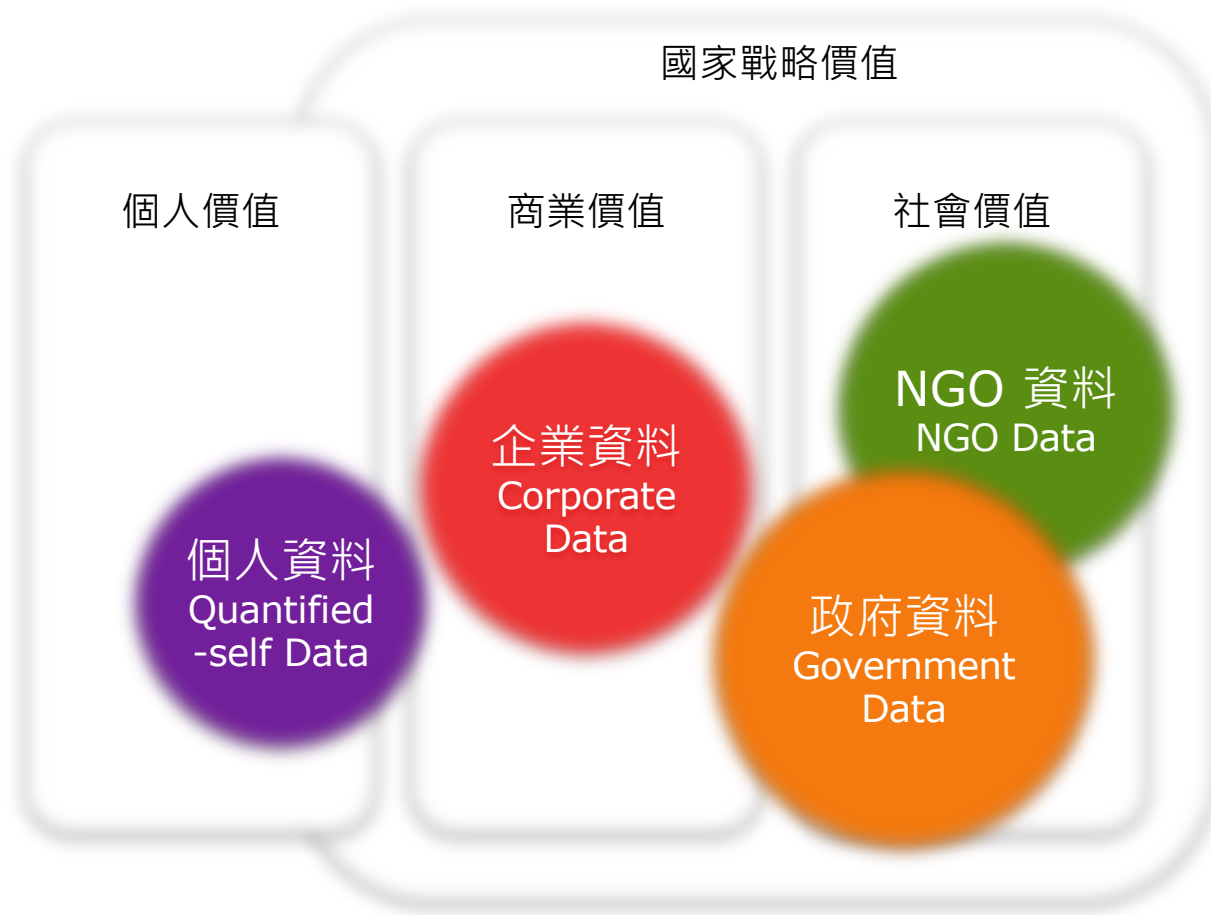 國家戰略價值
個人價值
商業價值
社會價值
NGO 資料
NGO Data
企業資料
Corporate
Data
個人資料
Quantified
-self Data
政府資料
Government
Data